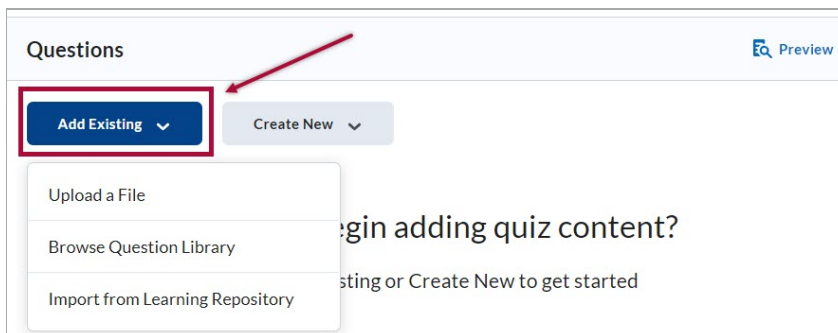 Questions
Preview
Add Existing
Create New
Upload a File
egin adding quiz content?
Browse Question Library
sting or Create New to get started
Import from Learning Repository